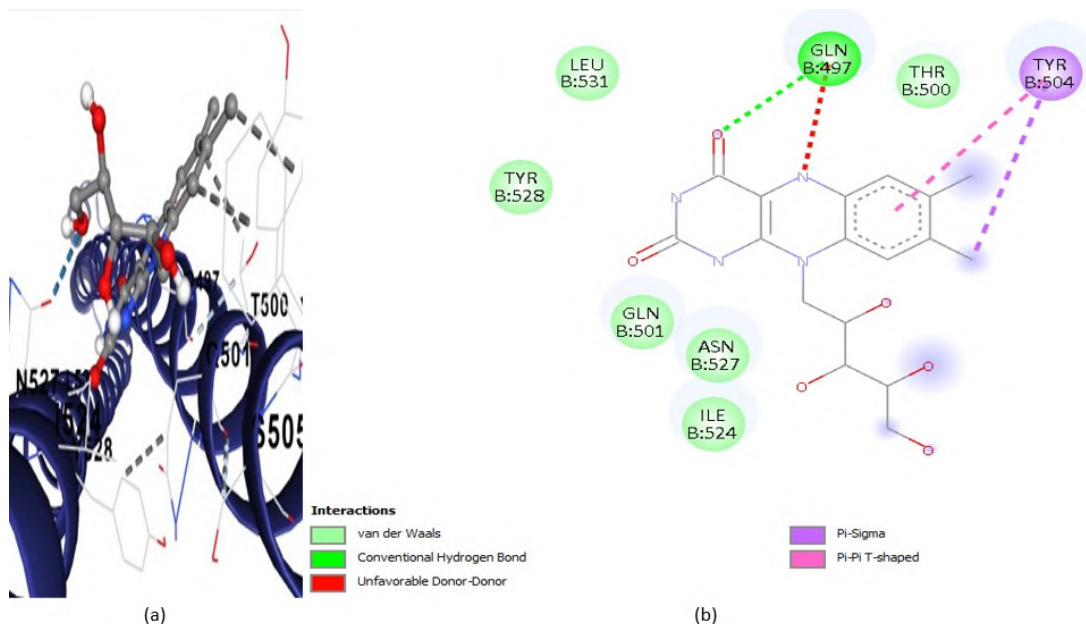 T500
Q501
N527
S505
LEU
B:531
GLN
B:497
THR
B:500
TYR
B:504
TYR
B:528
GLN
B:501
ASN
B:527
ILE
B:524
O
N
N
O
N
N
O
O
O
O
Interactions
van der Waals
Conventional Hydrogen Bond
Unfavorable Donor-Donor
Pi-Sigma
Pi-Pi T-shaped
(a)
(b)